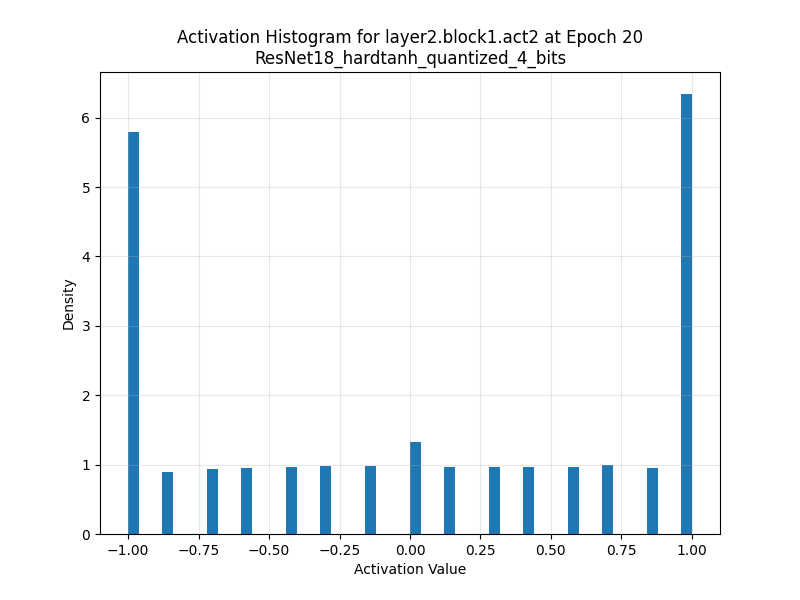 Activation Histogram for layer2.block1.act2 at Epoch 20
ResNet18_hardtanh_quantized_4_bits
6
5
4
3
2
1
0
Density
−1.00 −0.75 −0.50 −0.25 0.00 0.25 0.50 0.75 1.00
Activation Value